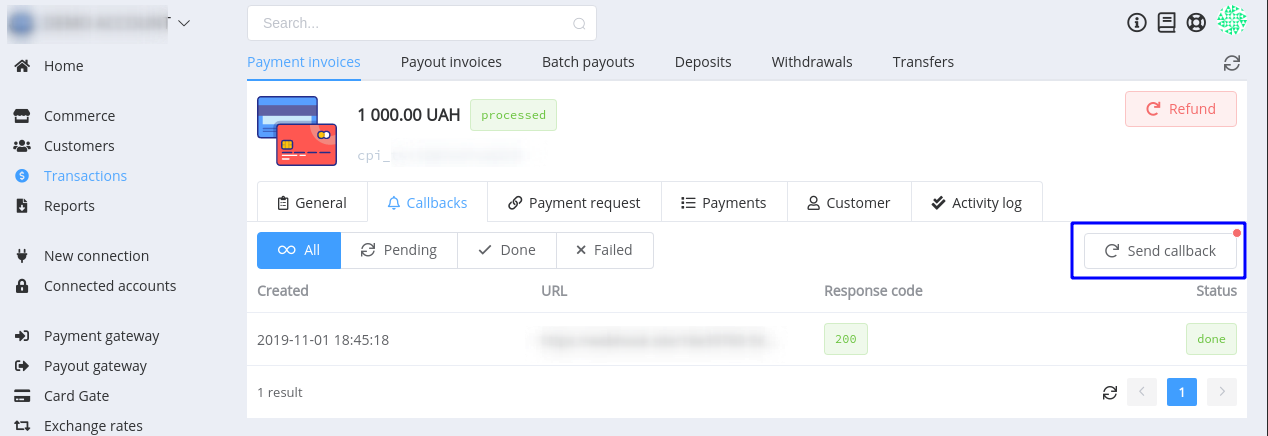 Search...
Home
Commerce
Customers
Transactions
Reports
New connection
Connected accounts
Payment gateway
Payout gateway
Card Gate
Exchange rates
Payment invoices Payout invoices Batch payouts Deposits Withdrawals Transfers
1 000.00 UAH processed Refund
cpi_
General Callbacks Payment request Payments Customer Activity log
All Pending Done Failed Send callback
Created URL Response code Status
2019-11-01 18:45:18 200 done
1 result 1